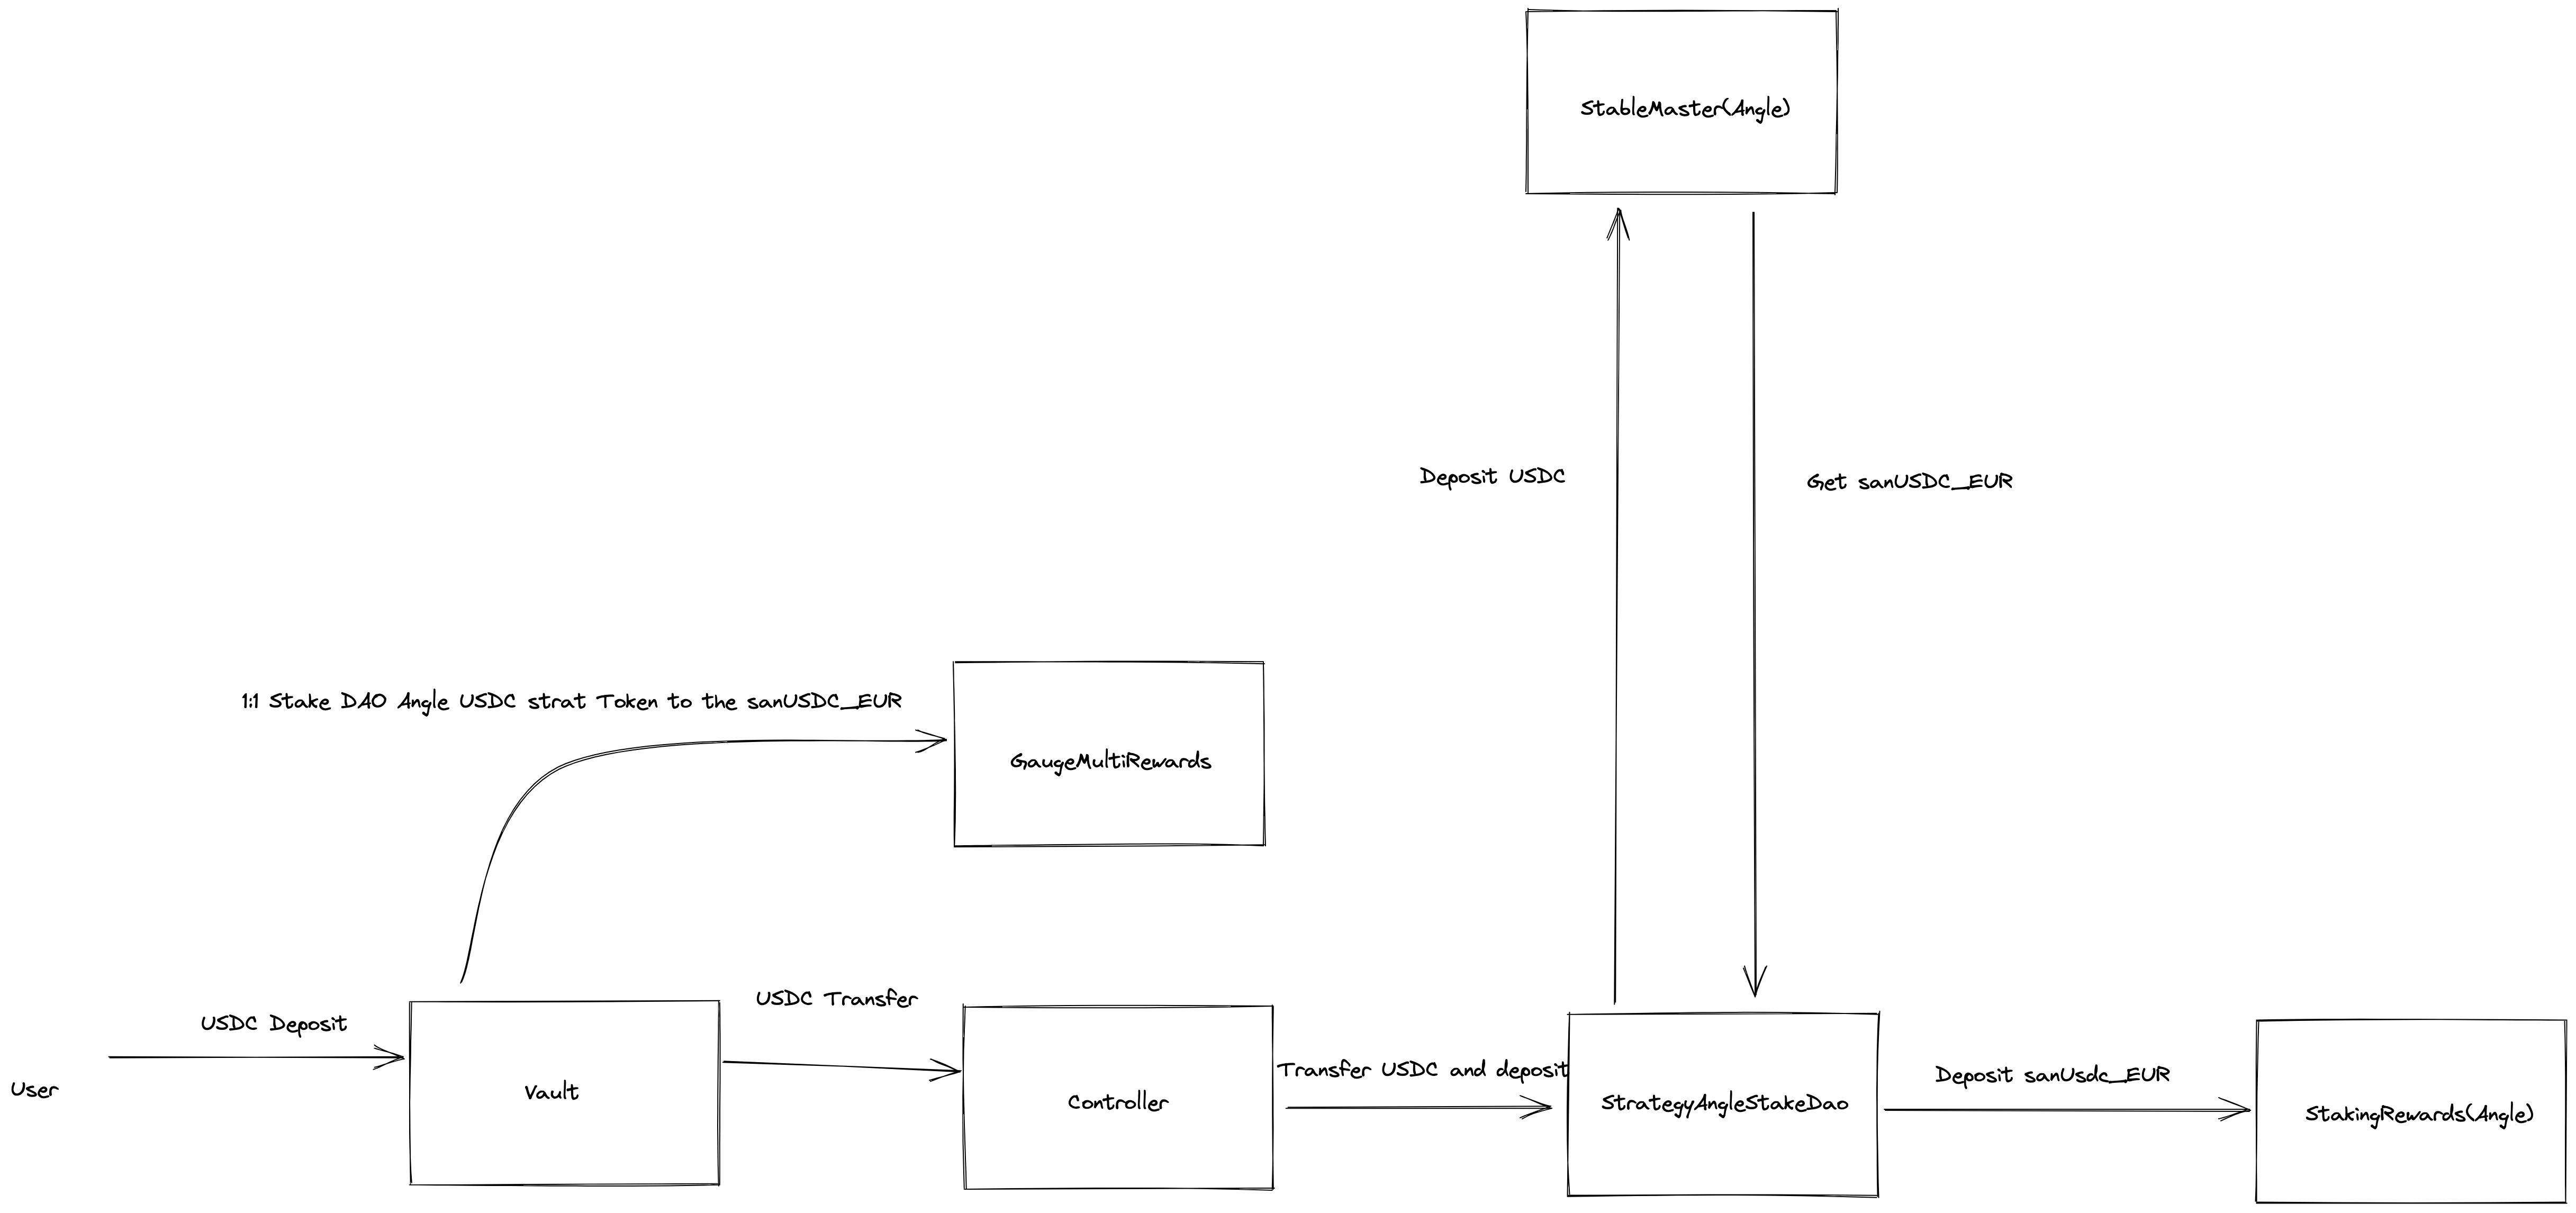 StableMaster(Angle)
Deposit USDC
Get sanUSDC_EUR
1:1 Stake DAO Angle USDC strat Token to the sanUSDC_EUR
GaugeMultiRewards
USDC Transfer
USDC Deposit
Transfer USDC and deposit
Deposit sanUsdc_EUR
User
Vault
Controller
StrategyAngleStakeDao
StakingRewards(Angle)